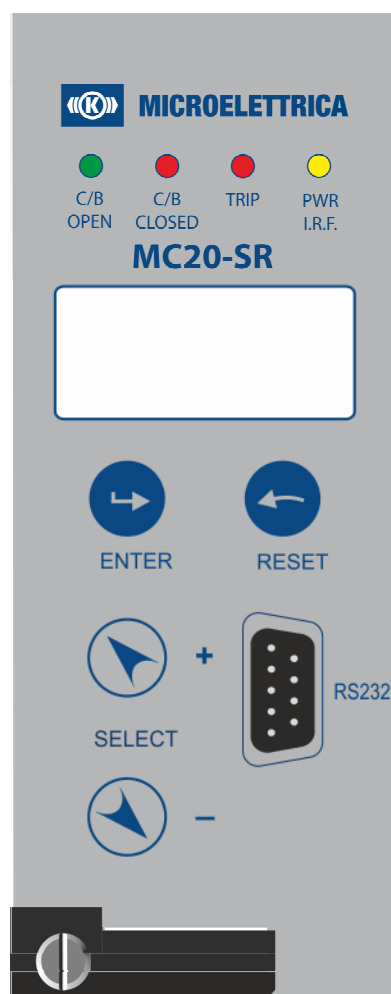 ((K)) MICROELETTRICA
C/B OPEN
C/B CLOSED
TRIP
PWR I.R.F.
MC20-SR
ENTER
RESET
+
RS232
SELECT
–